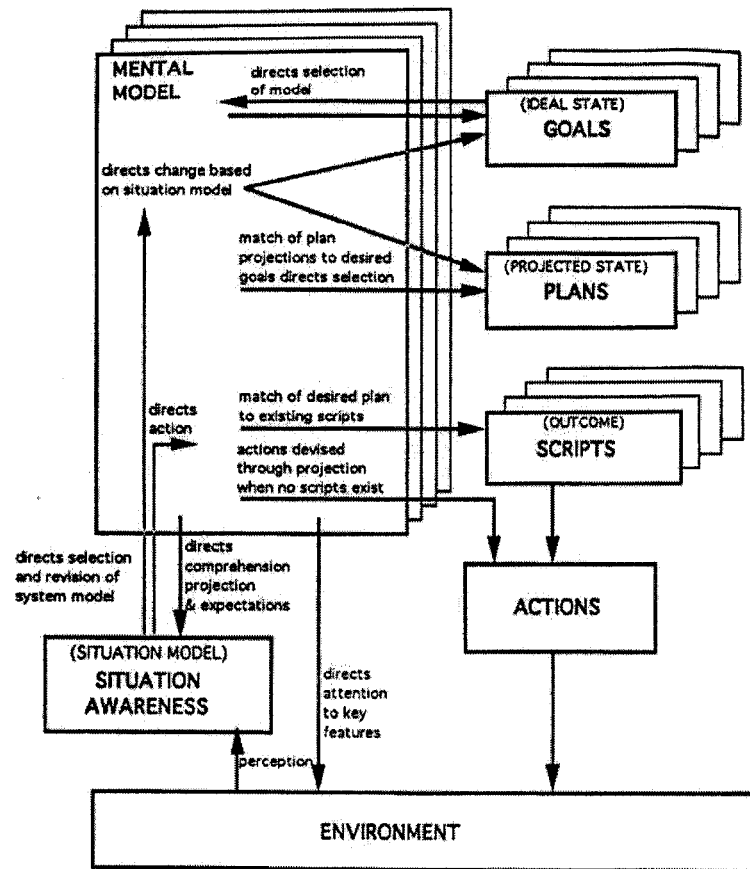 MENTAL
MODEL
directs selection
of model
(IDEAL STATE)
GOALS
directs change based
on situation model
match of plan
projections to desired
goals directs selection
(PROJECTED STATE)
PLANS
directs
action
match of desired plan
to existing scripts
(OUTCOME)
SCRIPTS
actions devised
through projection
when no scripts exist
directs selection
and revision of
system model
directs
comprehension
projection
& expectations
ACTIONS
(SITUATION MODEL)
SITUATION
AWARENESS
directs
attention
to key
features
perception
ENVIRONMENT